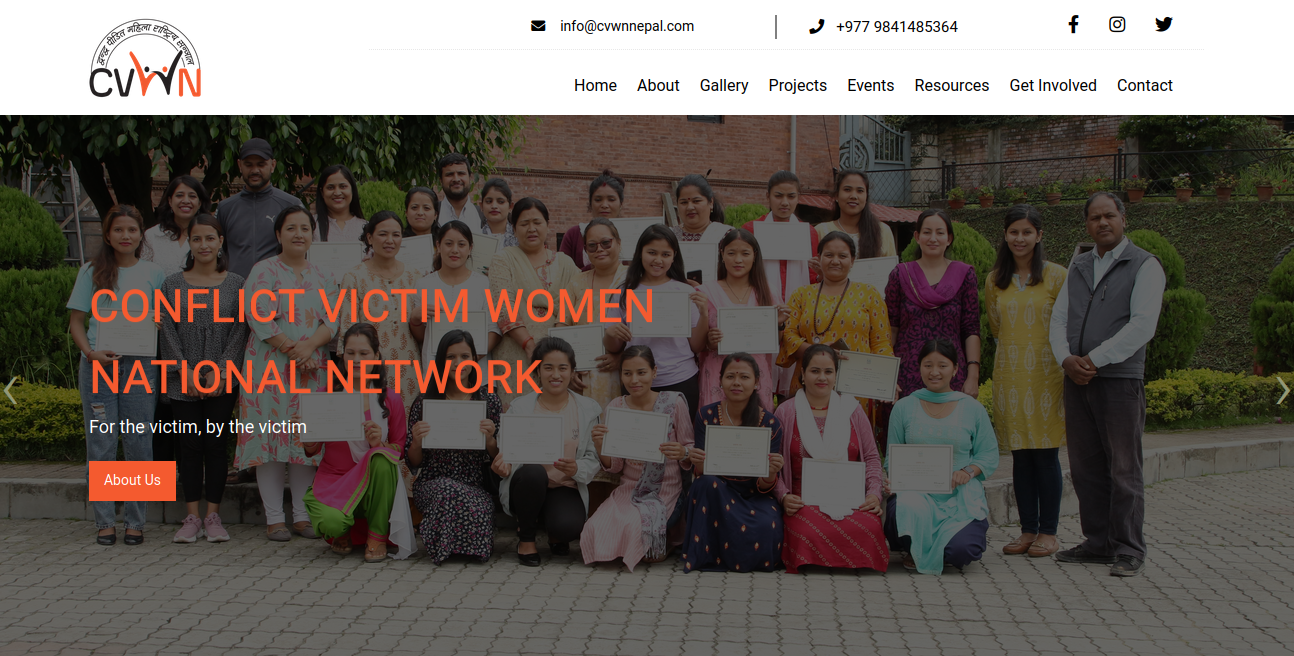 द्वन्द्व पीडित महिला राष्ट्रिय सञ्जाल
CVWN
info@cvwnnepal.com
+977 9841485364
Home About Gallery Projects Events Resources Get Involved Contact
CONFLICT VICTIM WOMEN
NATIONAL NETWORK
For the victim, by the victim
About Us